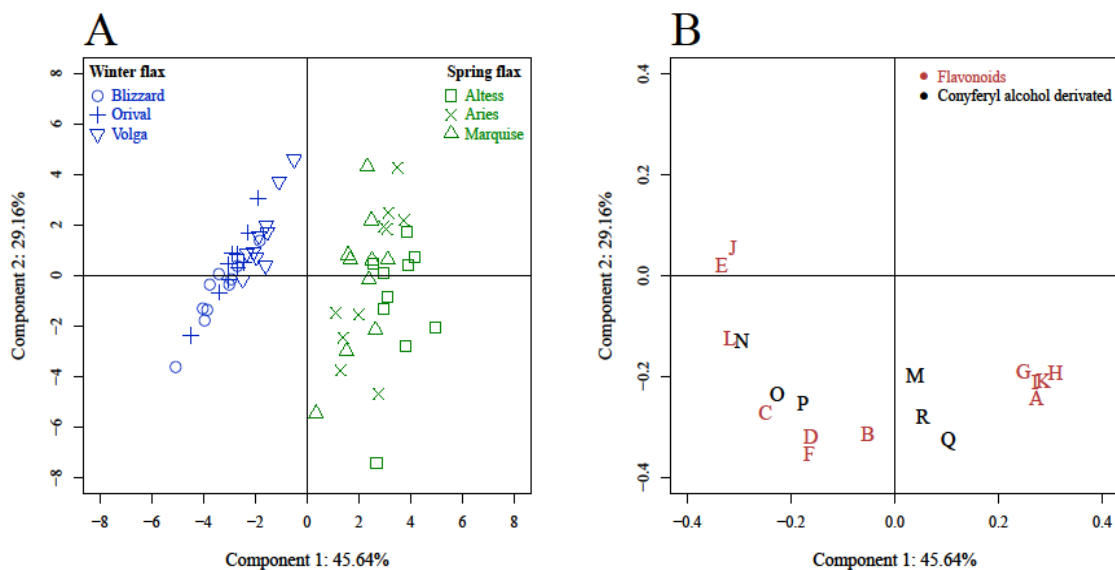 A
Winter flax
Blizzard
Orival
Volga
Spring flax
Altess
Aries
Marquise
8
6
4
2
0
−2
−4
−6
−8
Component 2: 29.16%
−8
−6
−4
−2
0
2
4
6
8
Component 1: 45.64%
B
Flavonoids
Conyferyl alcohol derivated
0.4
0.2
0.0
−0.2
−0.4
Component 2: 29.16%
J
E
L N
M
G I K H
A
O
C P
R
D
B
Q
F
−0.4
−0.2
0.0
0.2
0.4
Component 1: 45.64%